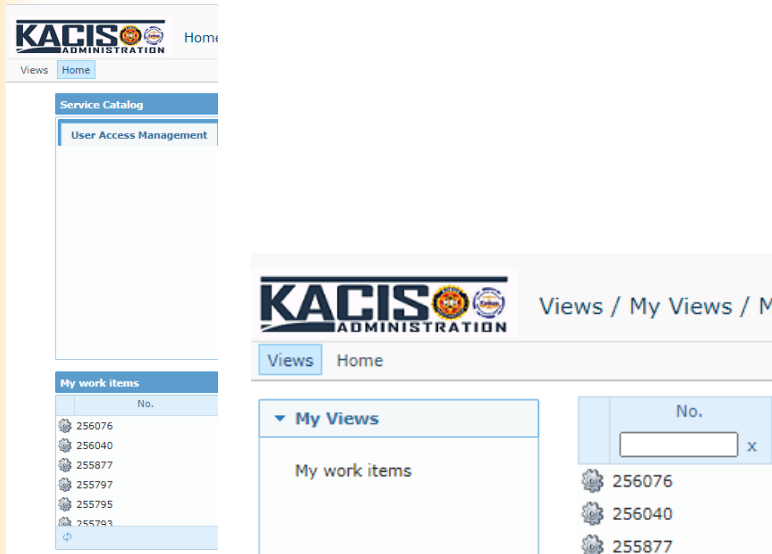 KACIS
ADMINISTRATION
Home
Views Home
Service Catalog
User Access Management
My work items
No.
256076
256040
255877
255797
255795
255793
KACIS
ADMINISTRATION
Views / My Views / M
Views Home
My Views
My work items
No.
x
256076
256040
255877